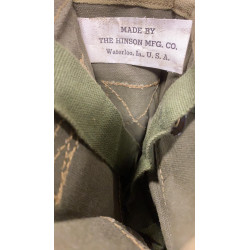 MADE BY
THE HINSON MFG. CO.
Waterloo, Ia., U. S. A.